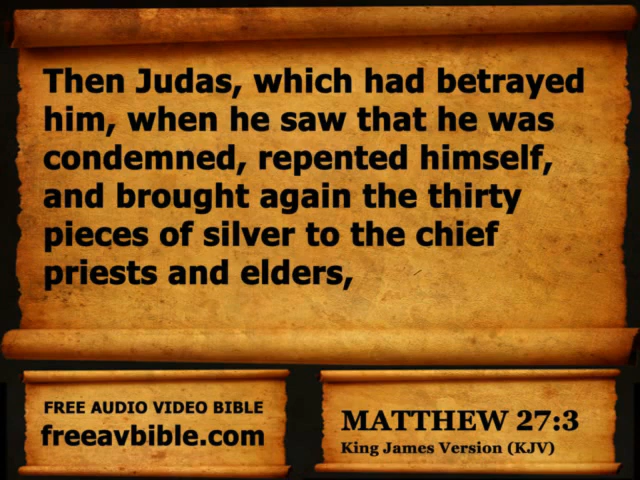 Then Judas, which had betrayed
him, when he saw that he was
condemned, repented himself,
and brought again the thirty
pieces of silver to the chief
priests and elders,
FREE AUDIO VIDEO BIBLE
freeavbible.com
MATTHEW 27:3
King James Version (KJV)